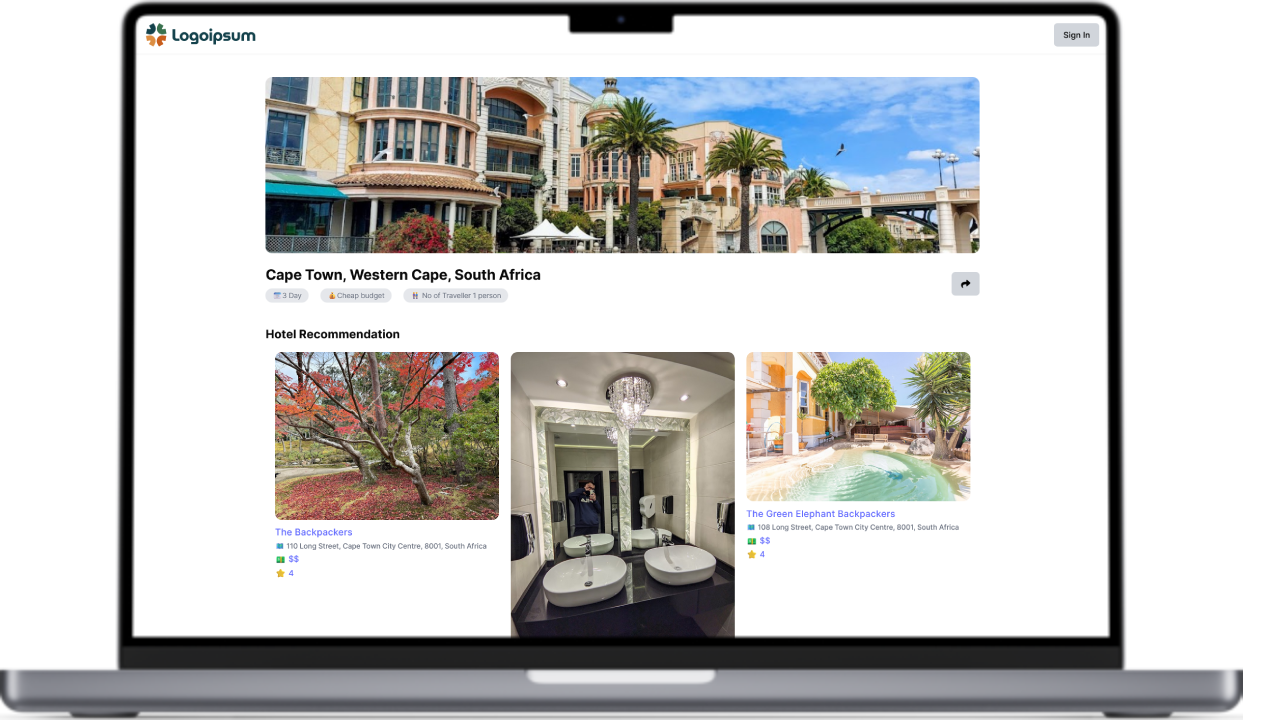 Logoipsum
Sign In
Cape Town, Western Cape, South Africa
3 Day
Cheap budget
No of Traveller 1 person
Hotel Recommendation
The Backpackers
110 Long Street, Cape Town City Centre, 8001, South Africa
$$
4
The Green Elephant Backpackers
108 Long Street, Cape Town City Centre, 8001, South Africa
$$
4